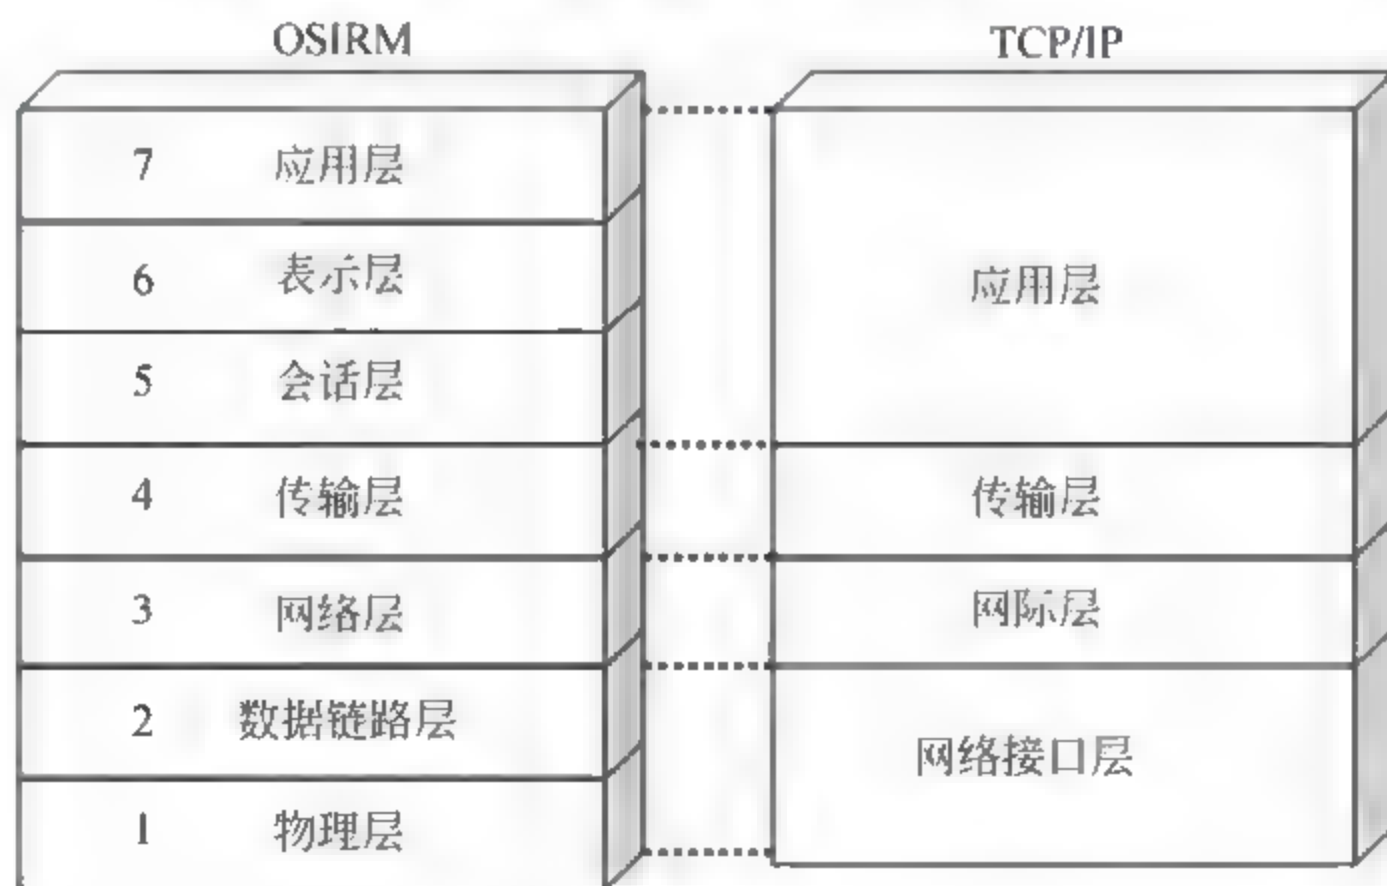 OSIRM
7 应用层
6 表示层
5 会话层
4 传输层
3 网络层
2 数据链路层
1 物理层
TCP/IP
应用层
传输层
网际层
网络接口层